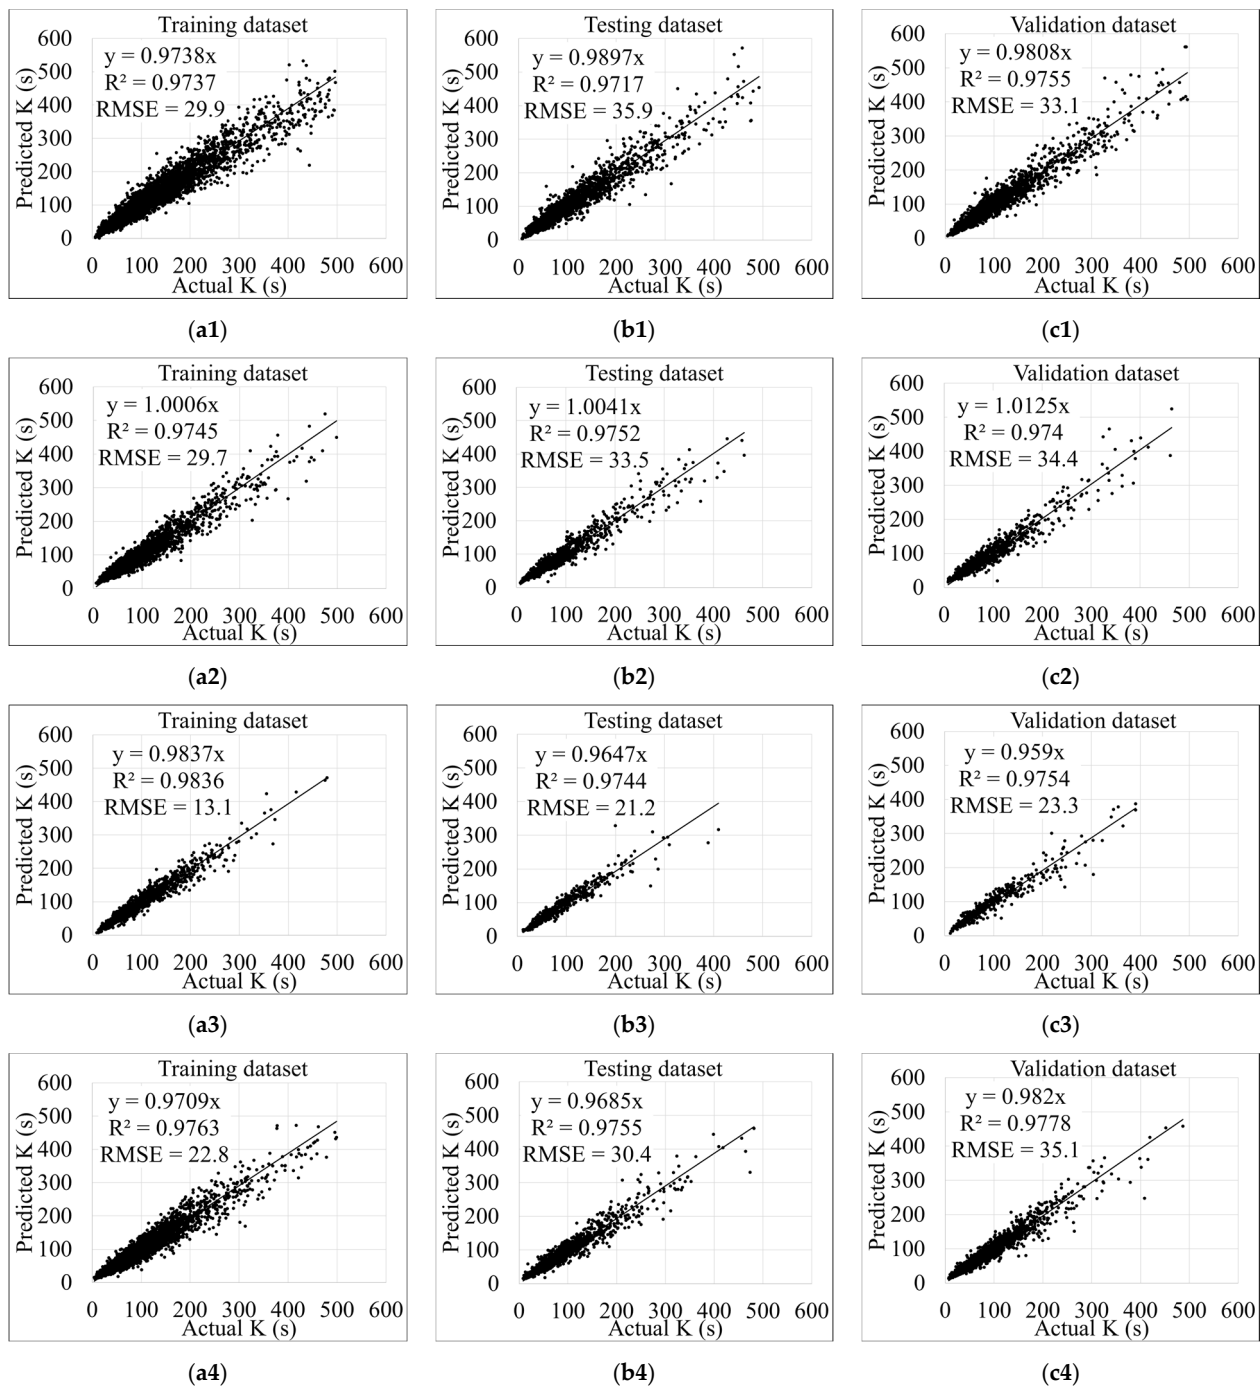 Training dataset
y = 0.9738x
R² = 0.9737
RMSE = 29.9
Predicted K (s)
600
500
400
300
200
100
0
0 100 200 300 400 500 600
Actual K (s)
(a1)
Testing dataset
y = 0.9897x
R² = 0.9717
RMSE = 35.9
Predicted K (s)
600
500
400
300
200
100
0
0 100 200 300 400 500 600
Actual K (s)
(b1)
Validation dataset
y = 0.9808x
R² = 0.9755
RMSE = 33.1
Predicted K (s)
600
500
400
300
200
100
0
0 100 200 300 400 500 600
Actual K (s)
(c1)
Training dataset
y = 1.0006x
R² = 0.9745
RMSE = 29.7
Predicted K (s)
600
500
400
300
200
100
0
0 100 200 300 400 500 600
Actual K (s)
(a2)
Testing dataset
y = 1.0041x
R² = 0.9752
RMSE = 33.5
Predicted K (s)
600
500
400
300
200
100
0
0 100 200 300 400 500 600
Actual K (s)
(b2)
Validation dataset
y = 1.0125x
R² = 0.974
RMSE = 34.4
Predicted K (s)
600
500
400
300
200
100
0
0 100 200 300 400 500 600
Actual K (s)
(c2)
Training dataset
y = 0.9837x
R² = 0.9836
RMSE = 13.1
Predicted K (s)
600
500
400
300
200
100
0
0 100 200 300 400 500 600
Actual K (s)
(a3)
Testing dataset
y = 0.9647x
R² = 0.9744
RMSE = 21.2
Predicted K (s)
600
500
400
300
200
100
0
0 100 200 300 400 500 600
Actual K (s)
(b3)
Validation dataset
y = 0.959x
R² = 0.9754
RMSE = 23.3
Predicted K (s)
600
500
400
300
200
100
0
0 100 200 300 400 500 600
Actual K (s)
(c3)
Training dataset
y = 0.9709x
R² = 0.9763
RMSE = 22.8
Predicted K (s)
600
500
400
300
200
100
0
0 100 200 300 400 500 600
Actual K (s)
(a4)
Testing dataset
y = 0.9685x
R² = 0.9755
RMSE = 30.4
Predicted K (s)
600
500
400
300
200
100
0
0 100 200 300 400 500 600
Actual K (s)
(b4)
Validation dataset
y = 0.982x
R² = 0.9778
RMSE = 35.1
Predicted K (s)
600
500
400
300
200
100
0
0 100 200 300 400 500 600
Actual K (s)
(c4)